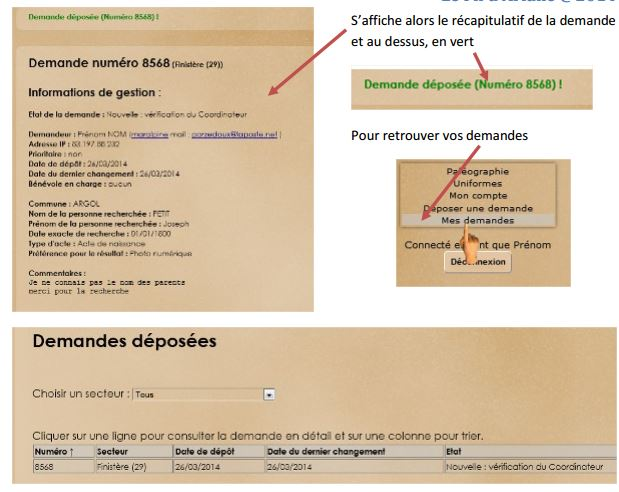 Demande déposée (Numéro 8568) !
Demande numéro 8568 (Finistère (29))
Informations de gestion :
Etat de la demande : Nouvelle : vérification du Coordinateur
Demandeur : Prénom NOM (maralpine mail : parzedoux@laposte.net )
Adresse IP : 83.197.88.232
Prioritaire : non
Date de dépôt : 26/03/2014
Date du dernier changement : 26/03/2014
Bénévole en charge : aucun
Commune : ARGOL
Nom de la personne recherchée : PETIT
Prénom de la personne recherchée : Joseph
Date exacte de recherche : 01/01/1800
Type d'acte : Acte de naissance
Préférence pour le résultat : Photo numérique
Commentaires :
Je ne connais pas le nom des parents
merci pour la recherche
S'affiche alors le récapitulatif de la demande
et au dessus, en vert
Demande déposée (Numéro 8568) !
Pour retrouver vos demandes
Paléographie
Uniformes
Mon compte
Déposer une demande
Mes demandes
Connecté en tant que Prénom
Déconnexion
Demandes déposées
Choisir un secteur : Tous
Cliquer sur une ligne pour consulter la demande en détail et sur une colonne pour trier.
Numéro ↑ Secteur Date de dépôt Date du dernier changement Etat
8568 Finistère (29) 26/03/2014 26/03/2014 Nouvelle : vérification du Coordinateur